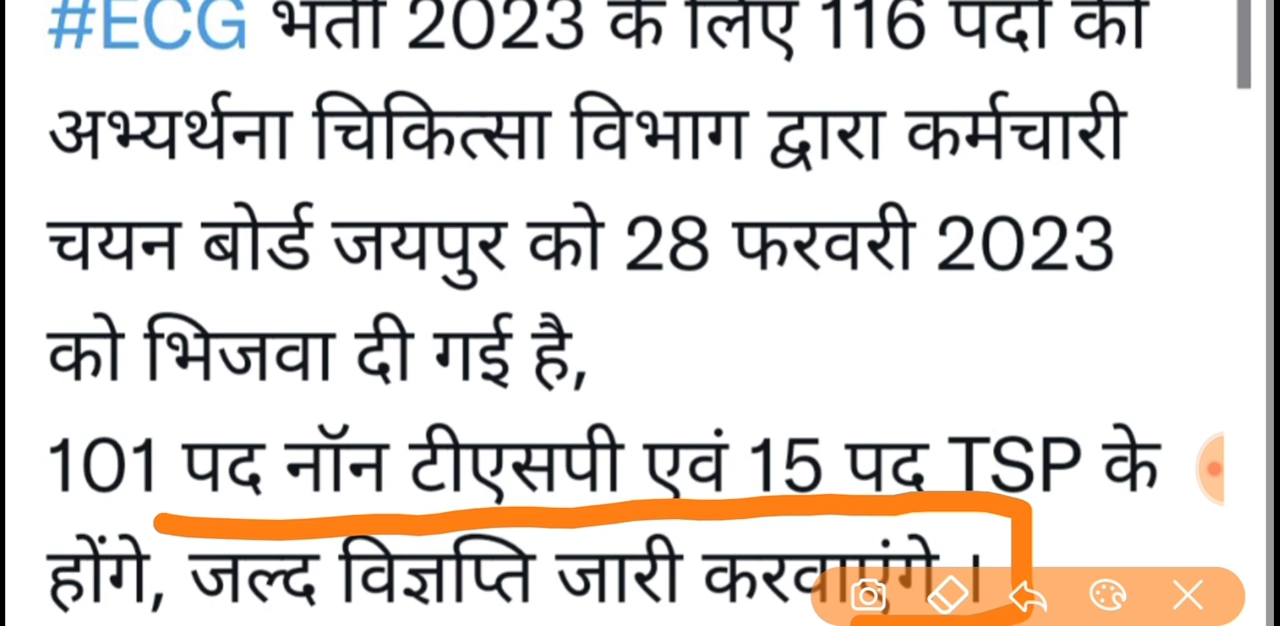 #ECG भर्ती 2023 के लिए 116 पदों की
अभ्यर्थना चिकित्सा विभाग द्वारा कर्मचारी
चयन बोर्ड जयपुर को 28 फरवरी 2023
को भिजवा दी गई है,
101 पद नॉन टीएसपी एवं 15 पद TSP के
होंगे, जल्द विज्ञप्ति जारी करवाएंगे ।